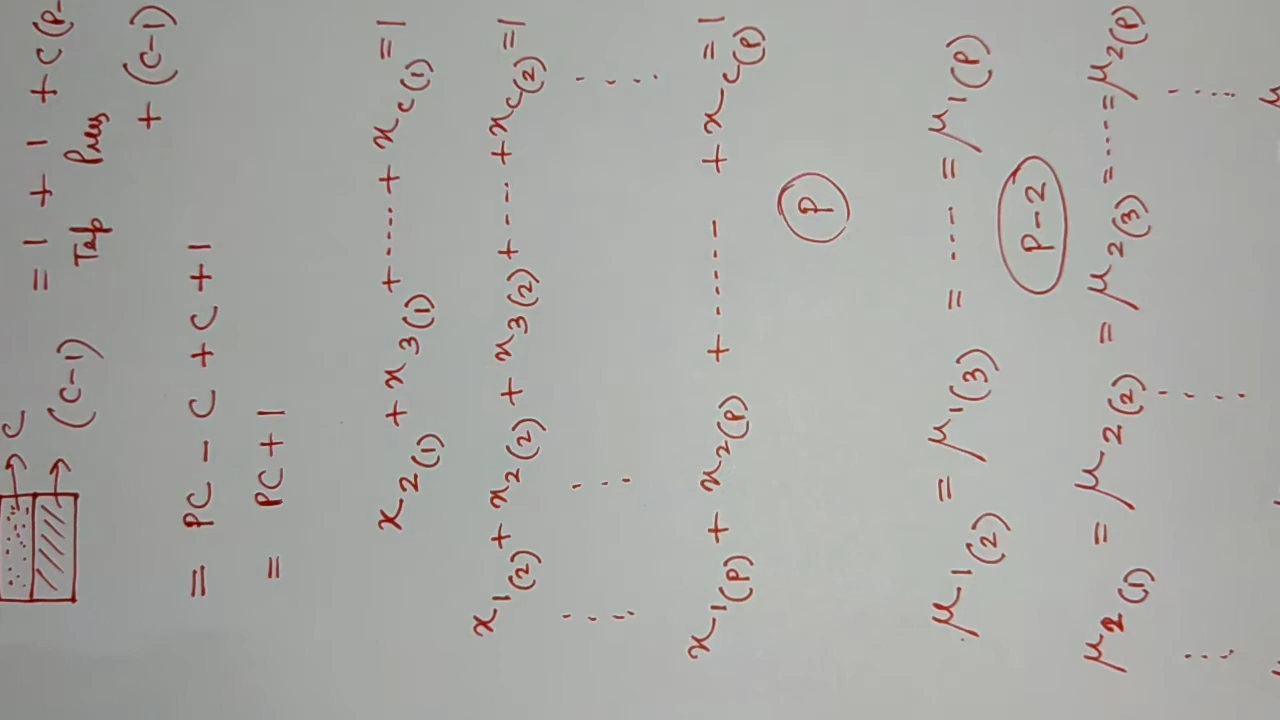 C
(C-1)
= 1 + 1 + C(P-
Temp Press
+ (C-1)
= PC - C + C + 1
= PC + 1
x2(1) + x3(1) + ..... + xC(1) = 1
x1(2) + x2(2) + x3(2) + .... + xC(2) = 1
x1(P) + x2(P) + ..... + xC(P) = 1
P
μ1(2) = μ1(3) = .... = μ1(P)
P-2
μ2(1) = μ2(2) = μ2(3) = .... = μ2(P)